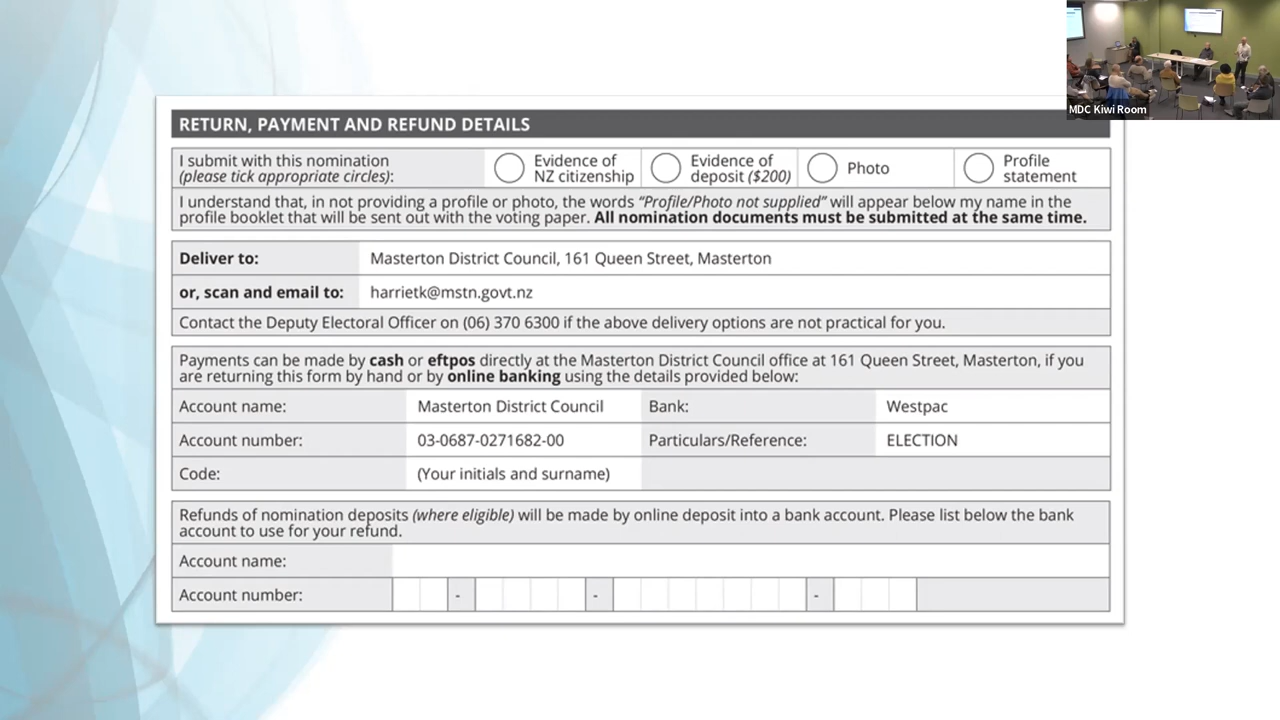 MDC Kiwi Room
RETURN, PAYMENT AND REFUND DETAILS
I submit with this nomination
(please tick appropriate circles):
Evidence of
NZ citizenship
Evidence of
deposit ($200)
Photo
Profile
statement
I understand that, in not providing a profile or photo, the words “Profile/Photo not supplied” will appear below my name in the
profile booklet that will be sent out with the voting paper. All nomination documents must be submitted at the same time.
Deliver to: Masterton District Council, 161 Queen Street, Masterton
or, scan and email to: harrietk@mstn.govt.nz
Contact the Deputy Electoral Officer on (06) 370 6300 if the above delivery options are not practical for you.
Payments can be made by cash or eftpos directly at the Masterton District Council office at 161 Queen Street, Masterton, if you
are returning this form by hand or by online banking using the details provided below:
Account name: Masterton District Council Bank: Westpac
Account number: 03-0687-0271682-00 Particulars/Reference: ELECTION
Code: (Your initials and surname)
Refunds of nomination deposits (where eligible) will be made by online deposit into a bank account. Please list below the bank
account to use for your refund.
Account name:
Account number: - - -